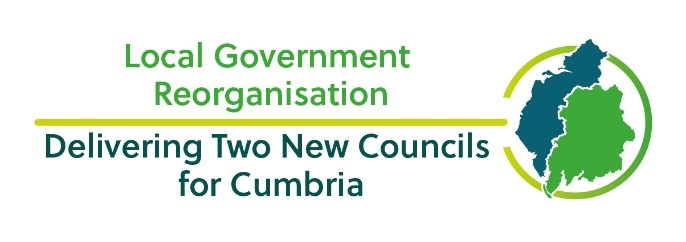 Local Government
Reorganisation
Delivering Two New Councils
for Cumbria